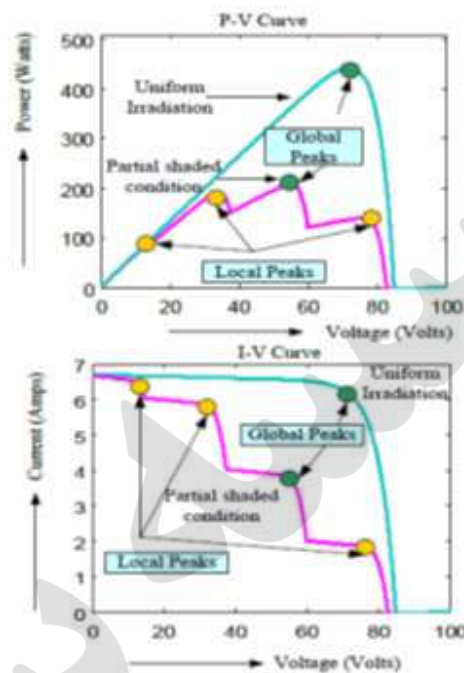 P-V Curve
Power (Watts)
500
400
300
200
100
0
Uniform
Irradiation
Global
Peaks
Partial shaded
condition
Local Peaks
0 20 40 60 80 100
Voltage (Volts)
I-V Curve
Current (Amps)
7
6
5
4
3
2
1
0
Uniform
Irradiation
Global Peaks
Partial shaded
condition
Local Peaks
0 20 40 60 80 100
Voltage (Volts)